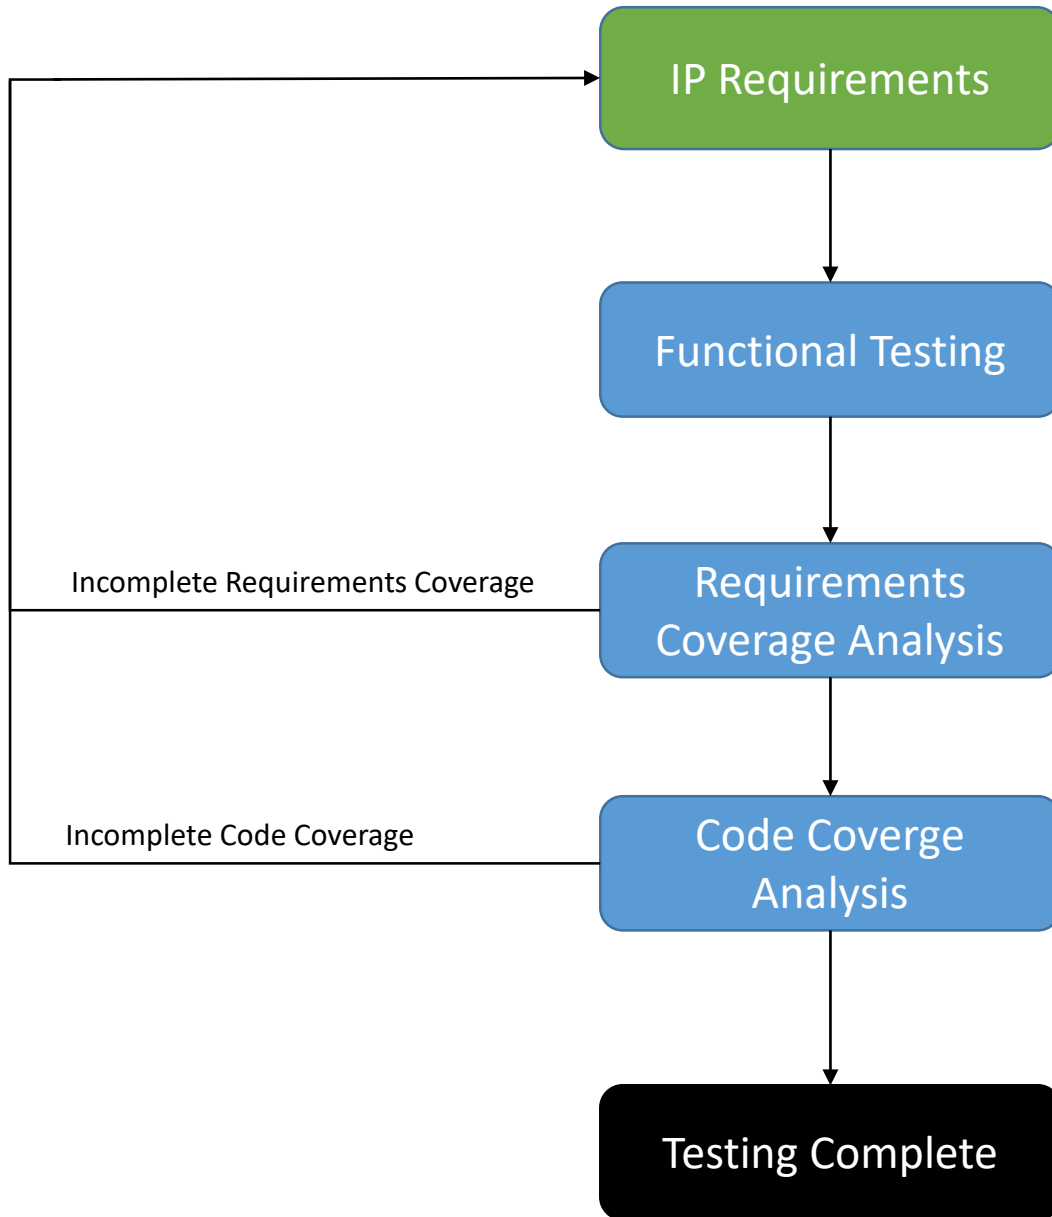 IP Requirements
Functional Testing
Incomplete Requirements Coverage
Requirements
Coverage Analysis
Incomplete Code Coverage
Code Coverge
Analysis
Testing Complete